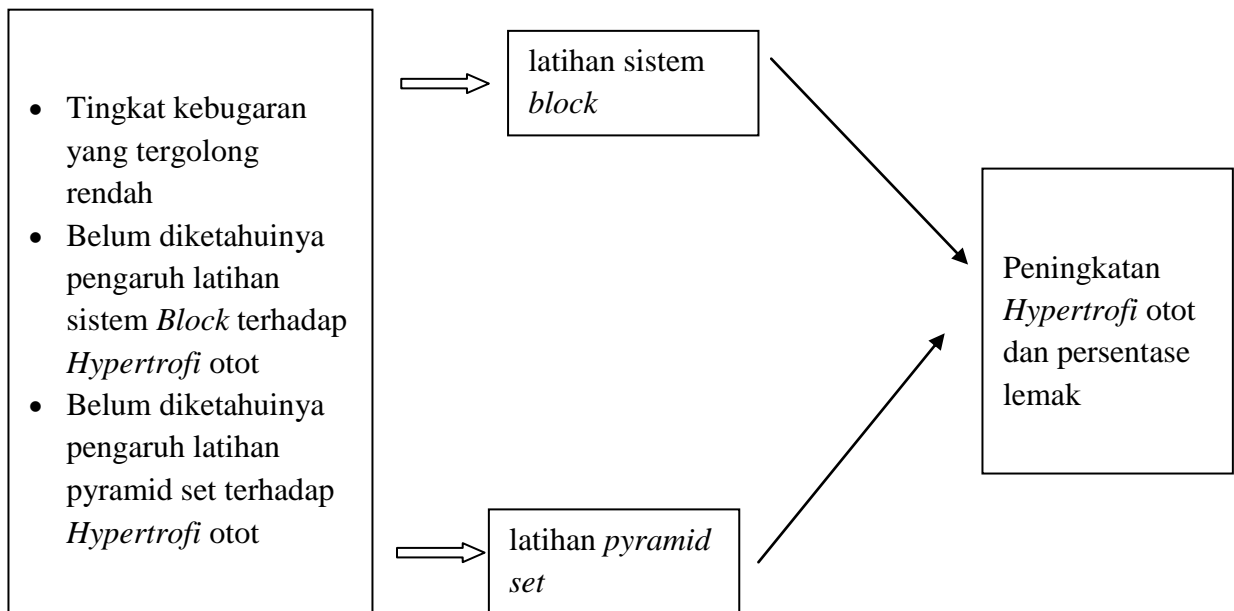 • Tingkat kebugaran
yang tergolong
rendah
• Belum diketahuinya
pengaruh latihan
sistem Block terhadap
Hypertrofi otot
• Belum diketahuinya
pengaruh latihan
pyramid set terhadap
Hypertrofi otot
latihan sistem
block
latihan pyramid
set
Peningkatan
Hypertrofi otot
dan persentase
lemak